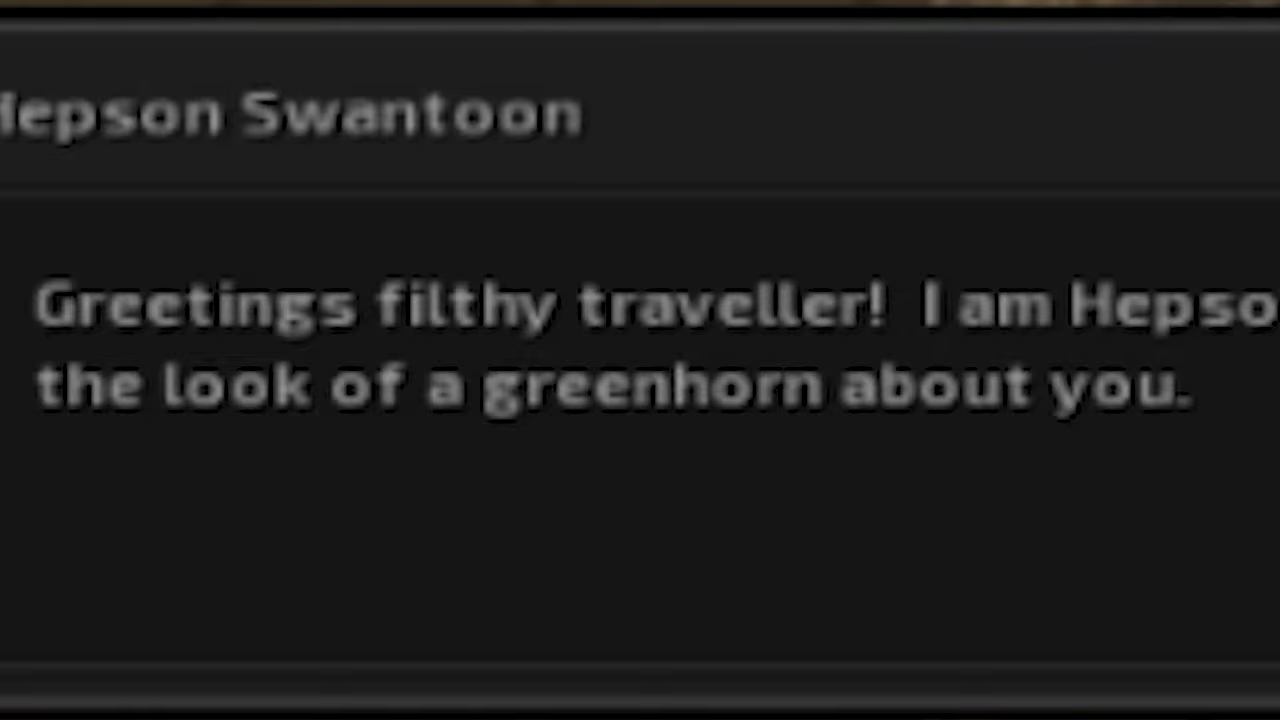 Hepson Swantoon
Greetings filthy traveller! I am Hepso
the look of a greenhorn about you.